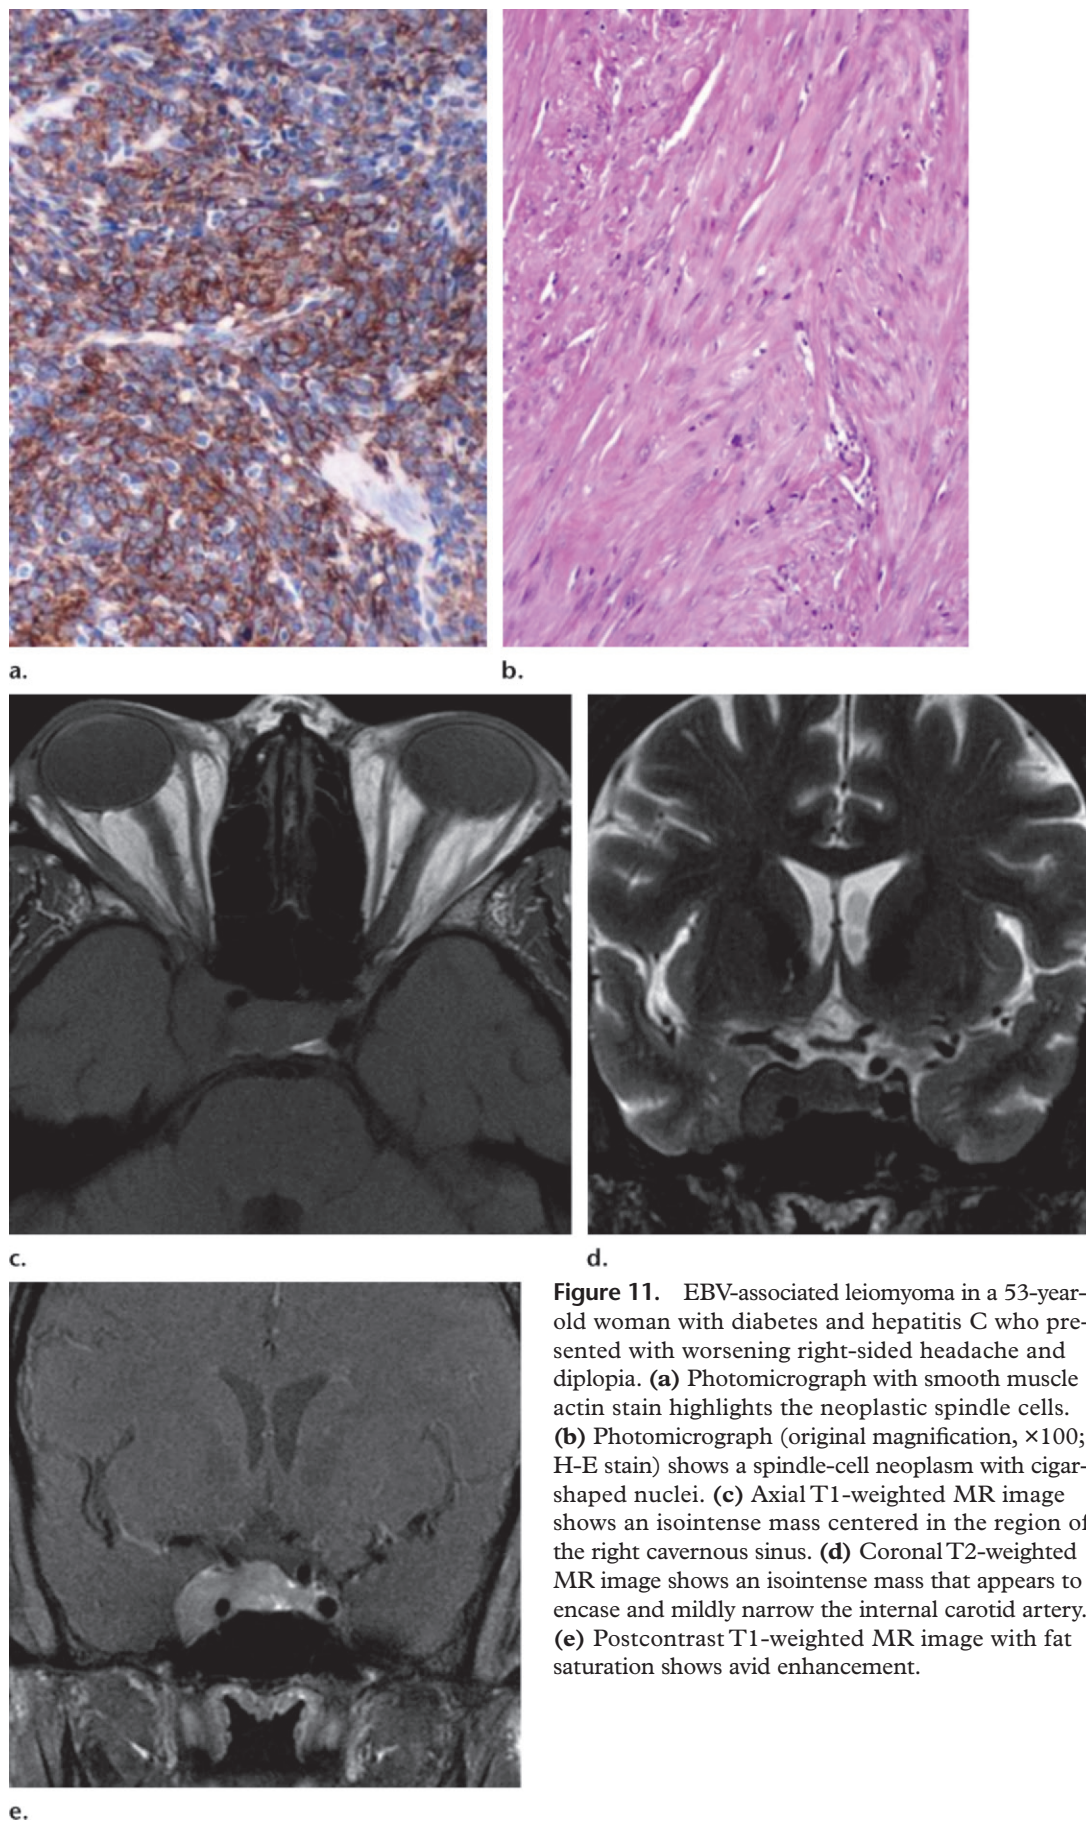 a.
b.
c.
d.
Figure 11. EBV-associated leiomyoma in a 53-year-
old woman with diabetes and hepatitis C who pre-
sented with worsening right-sided headache and
diplopia. (a) Photomicrograph with smooth muscle
actin stain highlights the neoplastic spindle cells.
(b) Photomicrograph (original magnification, ×100;
H-E stain) shows a spindle-cell neoplasm with cigar-
shaped nuclei. (c) Axial T1-weighted MR image
shows an isointense mass centered in the region of
the right cavernous sinus. (d) Coronal T2-weighted
MR image shows an isointense mass that appears to
encase and mildly narrow the internal carotid artery.
(e) Postcontrast T1-weighted MR image with fat
saturation shows avid enhancement.
e.